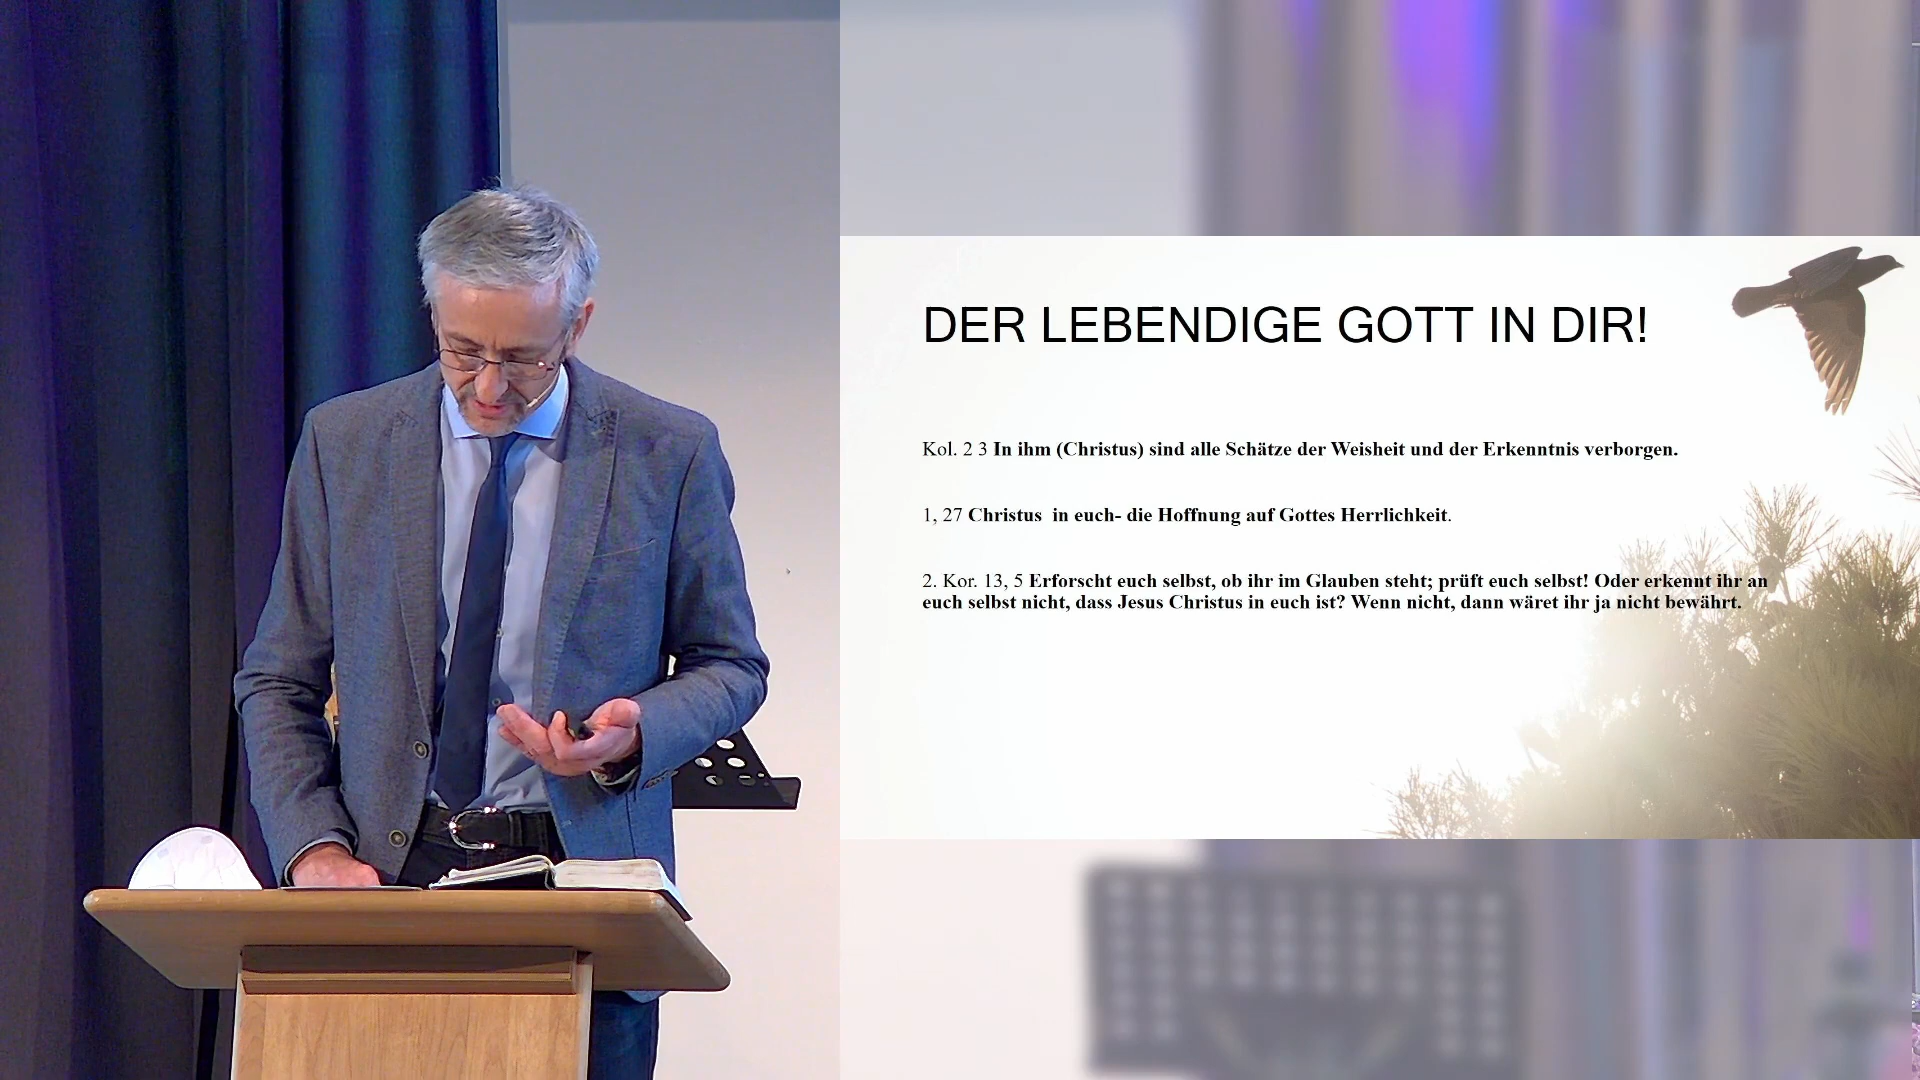 DER LEBENDIGE GOTT IN DIR!
Kol. 2 3 In ihm (Christus) sind alle Schätze der Weisheit und der Erkenntnis verborgen.
1, 27 Christus  in euch- die Hoffnung auf Gottes Herrlichkeit.
2. Kor. 13, 5 Erforscht euch selbst, ob ihr im Glauben steht; prüft euch selbst! Oder erkennt ihr an
euch selbst nicht, dass Jesus Christus in euch ist? Wenn nicht, dann wäret ihr ja nicht bewährt.